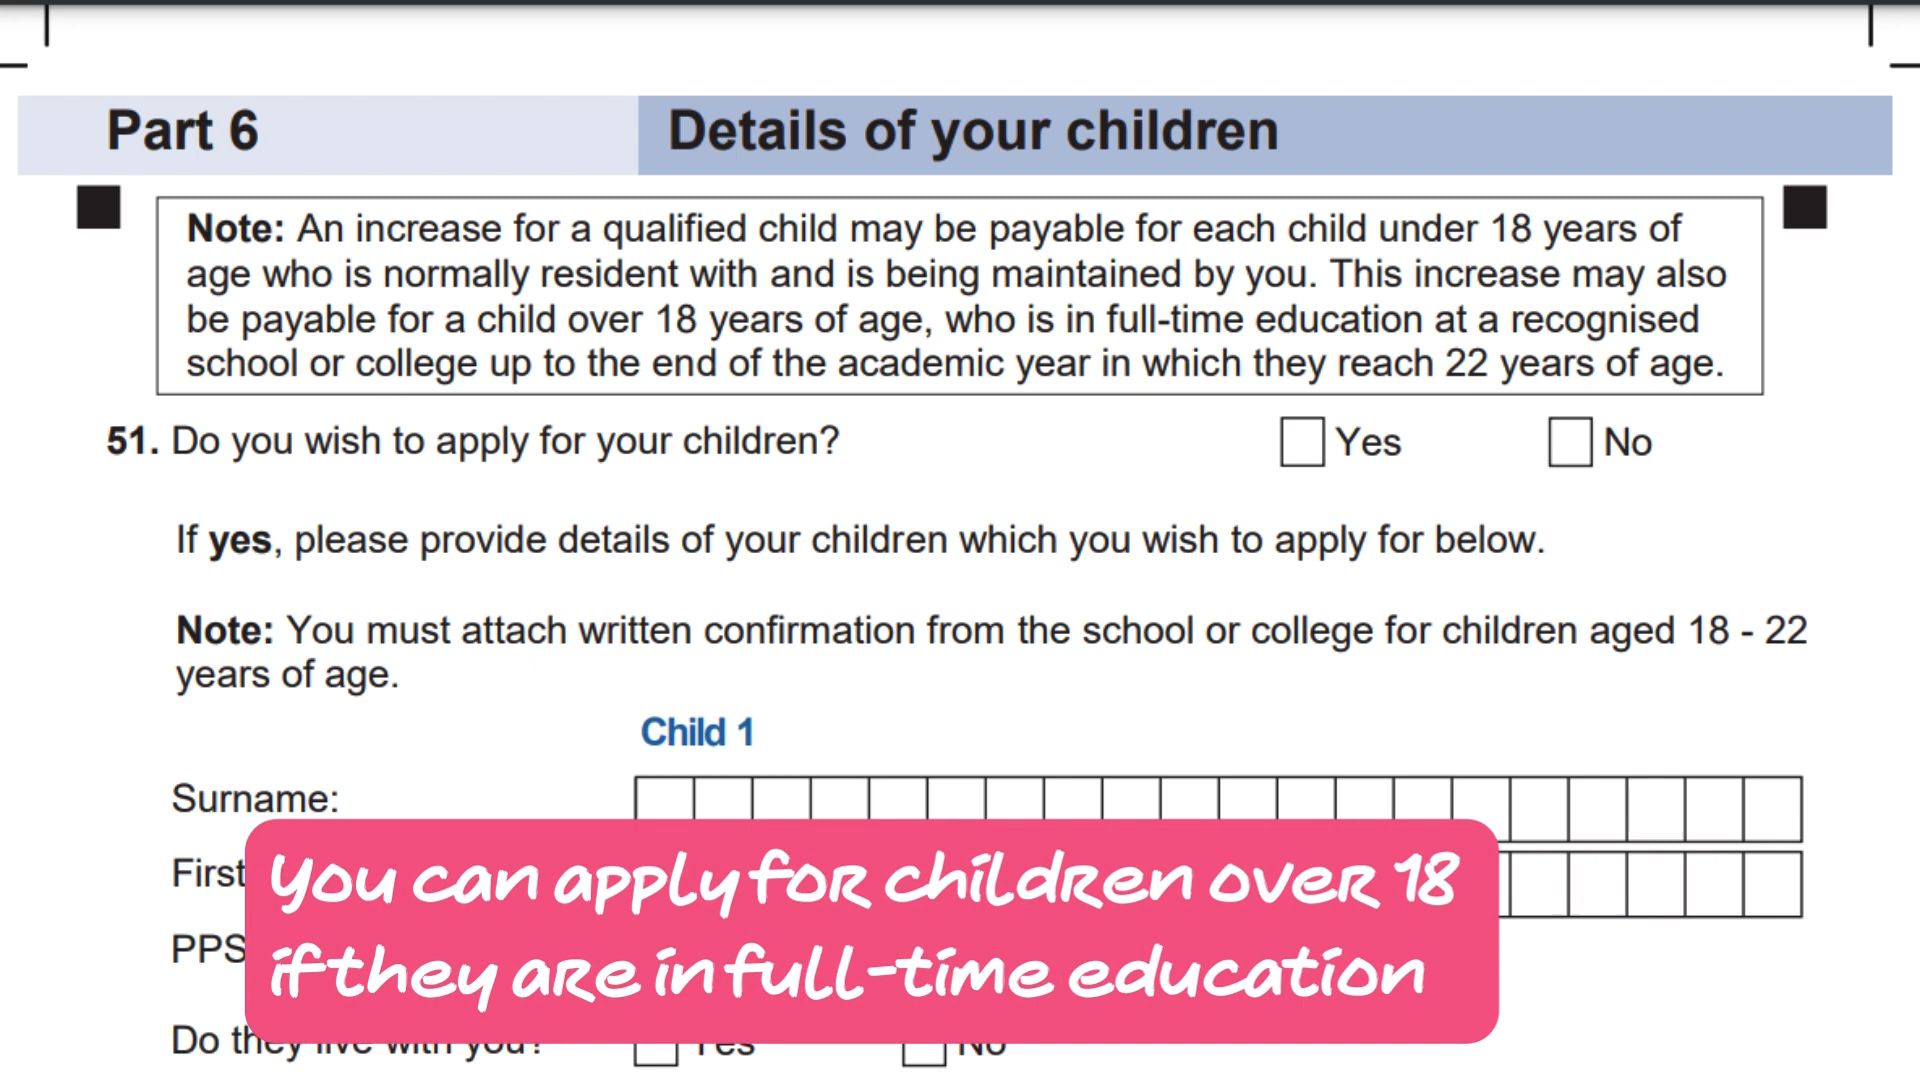 Part 6
Details of your children
Note: An increase for a qualified child may be payable for each child under 18 years of
age who is normally resident with and is being maintained by you. This increase may also
be payable for a child over 18 years of age, who is in full-time education at a recognised
school or college up to the end of the academic year in which they reach 22 years of age.
51. Do you wish to apply for your children?
Yes
No
If yes, please provide details of your children which you wish to apply for below.
Note: You must attach written confirmation from the school or college for children aged 18 - 22
years of age.
Child 1
Surname:
First
You can apply for children over 18
PPS
if they are in full-time education
Do they live with you?
Yes
No